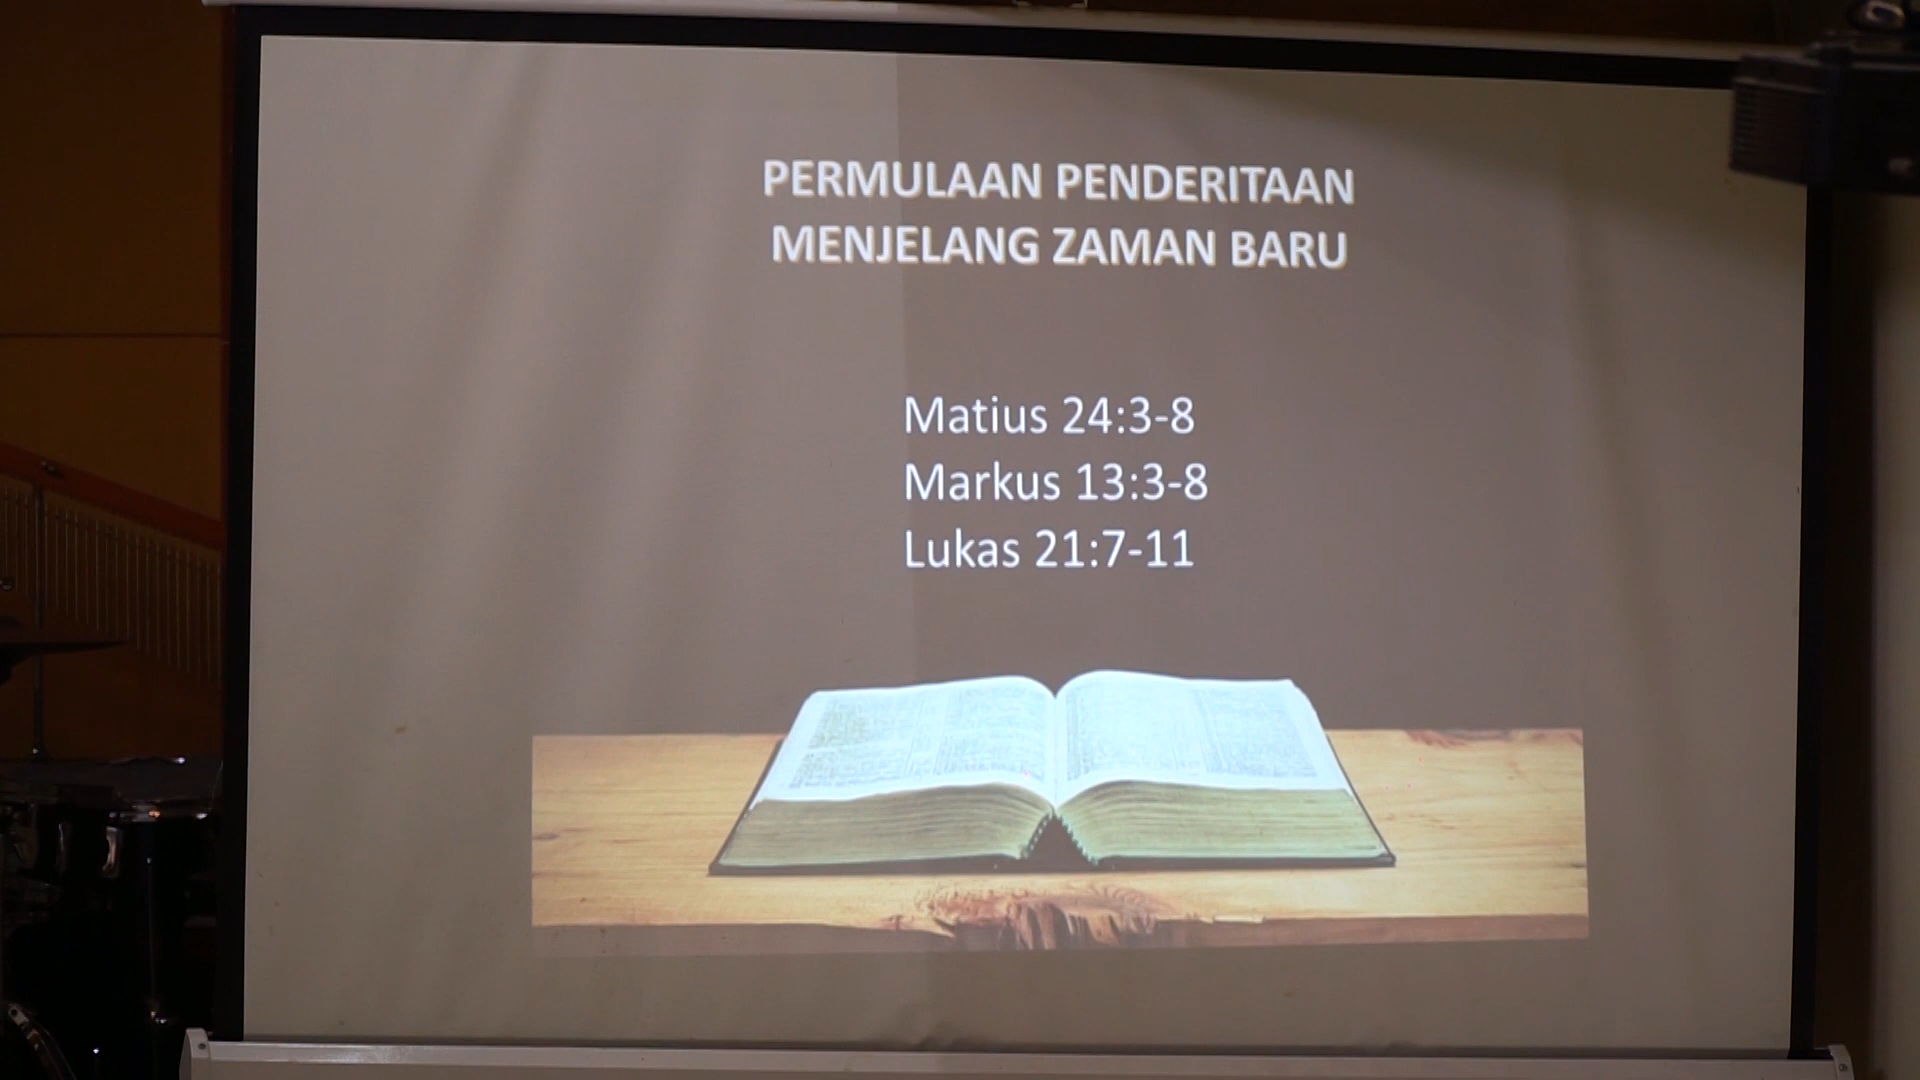 PERMULAAN PENDERITAAN
MENJELANG ZAMAN BARU
Matius 24:3-8
Markus 13:3-8
Lukas 21:7-11